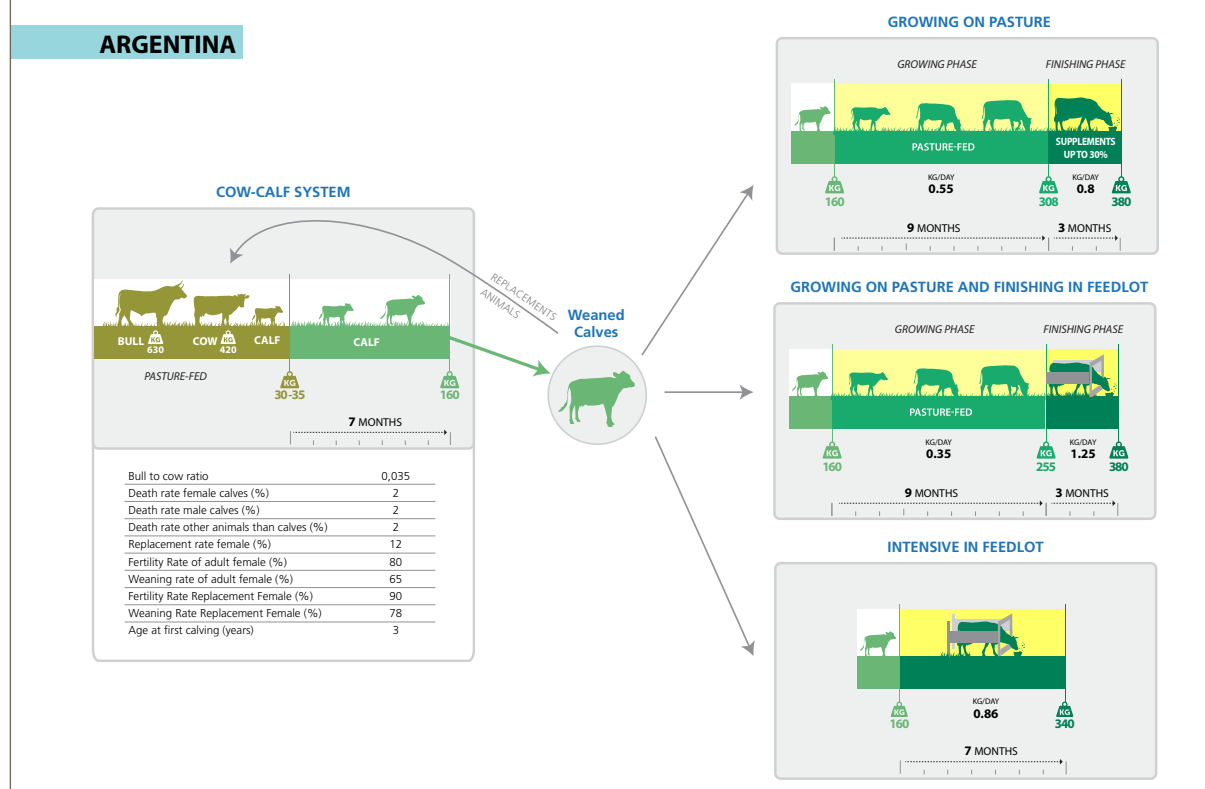 ARGENTINA
COW-CALF SYSTEM
BULL KG 630
COW KG 420
CALF
CALF
PASTURE-FED
KG
30-35
KG
160
7 MONTHS
REPLACEMENTS
ANIMALS
Bull to cow ratio 0,035
Death rate female calves (%) 2
Death rate male calves (%) 2
Death rate other animals than calves (%) 2
Replacement rate female (%) 12
Fertility Rate of adult female (%) 80
Weaning rate of adult female (%) 65
Fertility Rate Replacement Female (%) 90
Weaning Rate Replacement Female (%) 78
Age at first calving (years) 3
Weaned
Calves
GROWING ON PASTURE
GROWING PHASE FINISHING PHASE
PASTURE-FED
SUPPLEMENTS
UP TO 30%
KG
160
KG/DAY
0.55
KG
308
KG/DAY
0.8
KG
380
9 MONTHS 3 MONTHS
GROWING ON PASTURE AND FINISHING IN FEEDLOT
GROWING PHASE FINISHING PHASE
PASTURE-FED
KG
160
KG/DAY
0.35
KG
255
KG/DAY
1.25
KG
380
9 MONTHS 3 MONTHS
INTENSIVE IN FEEDLOT
KG
160
KG/DAY
0.86
KG
340
7 MONTHS